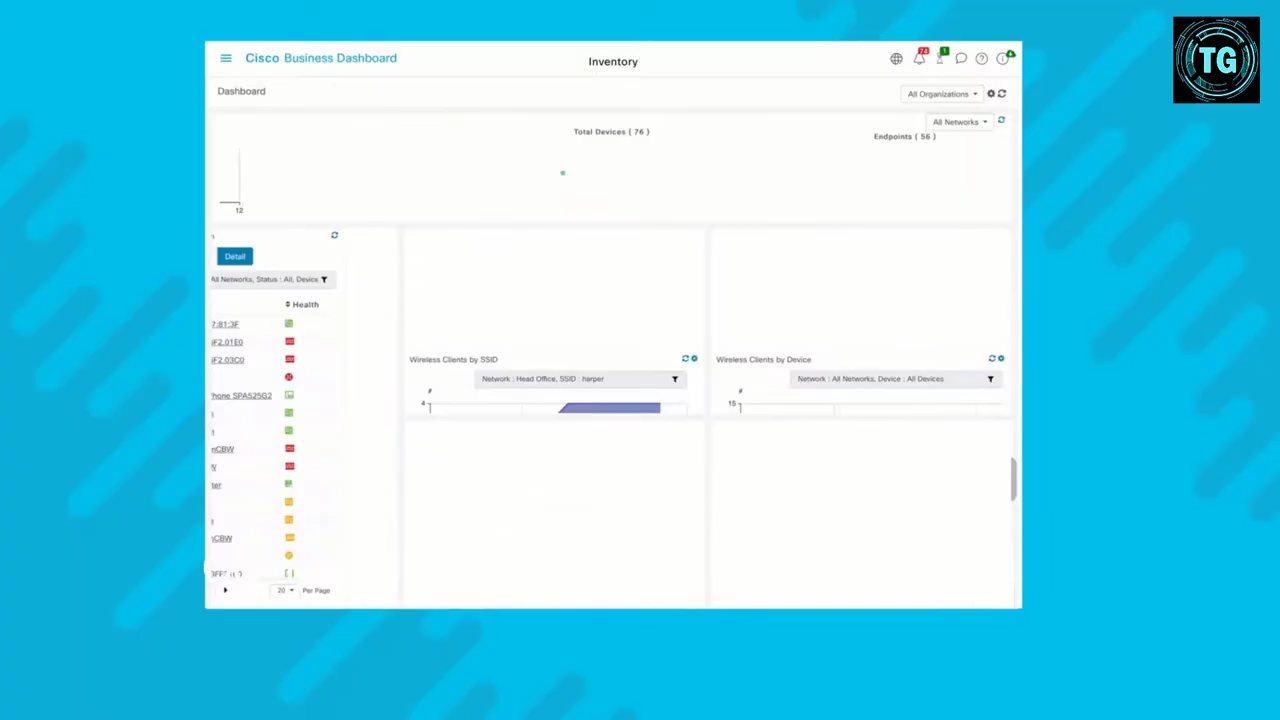 TG
Cisco Business Dashboard
Inventory
74
1
Dashboard
All Organizations
All Networks
Total Devices ( 76 )
Endpoints ( 56 )
12
Detail
All Networks, Status : All, Device
Health
7:81:3F
F2.01E0
F2.03C0
hone SPA525G2
nCBW
ter
nCBW
20
Per Page
Wireless Clients by SSID
Network : Head Office, SSID : harper
#
4
Wireless Clients by Device
Network : All Networks, Device : All Devices
#
15